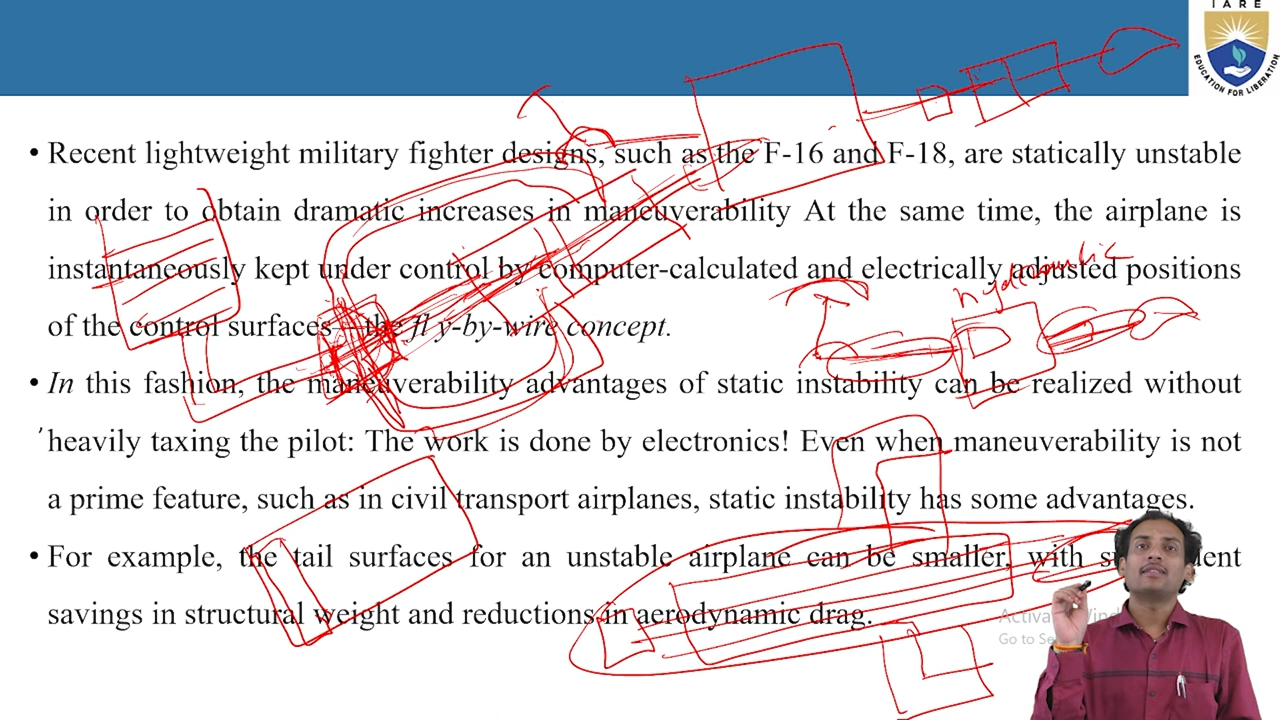 IARE
EDUCATION FOR LIBERATION
• Recent lightweight military fighter designs, such as the F-16 and F-18, are statically unstable
in order to obtain dramatic increases in maneuverability At the same time, the airplane is
instantaneously kept under control by computer-calculated and electrically adjusted positions
of the control surfaces – the fl y-by-wire concept.
• In this fashion, the maneuverability advantages of static instability can be realized without
heavily taxing the pilot: The work is done by electronics! Even when maneuverability is not
a prime feature, such as in civil transport airplanes, static instability has some advantages.
• For example, the tail surfaces for an unstable airplane can be smaller, with
savings in structural weight and reductions in aerodynamic drag.
hydraulic
Go to Se